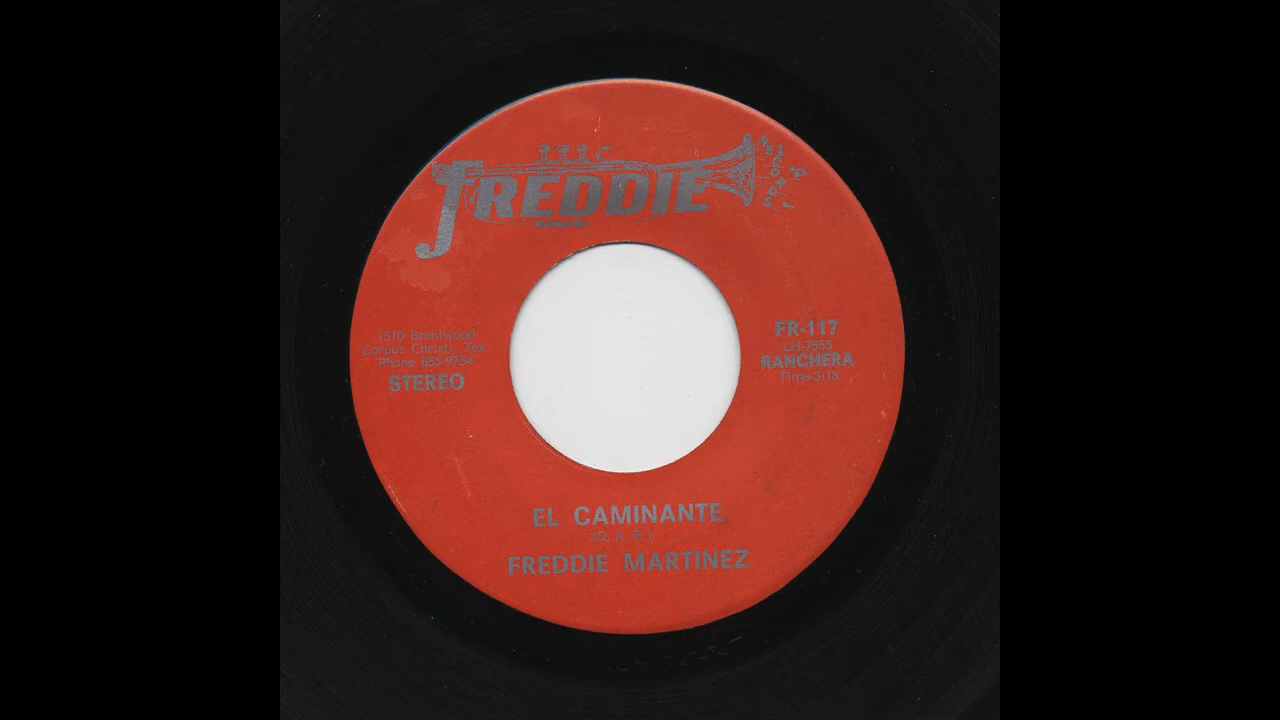 FREDDIE
RECORDS
1510 Brentwood
Corpus Christi Tex.
Phone 855-9754
STEREO
FR-117
LH-7555
RANCHERA
Time-3:18
EL CAMINANTE
(D. A. R.)
FREDDIE MARTINEZ